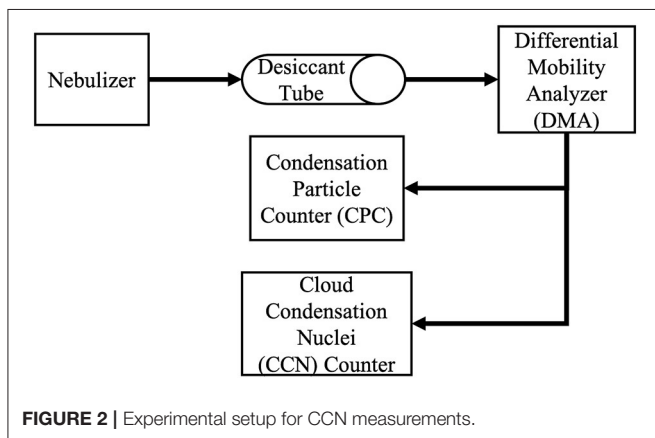 Nebulizer
Desiccant
Tube
Differential
Mobility
Analyzer
(DMA)
Condensation
Particle
Counter (CPC)
Cloud
Condensation
Nuclei
(CCN) Counter
FIGURE 2 | Experimental setup for CCN measurements.